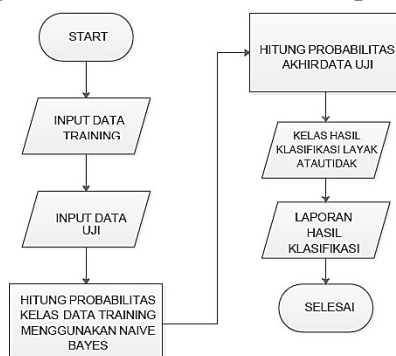 START
INPUT DATA
TRAINING
INPUT DATA
UJI
HITUNG PROBABILITAS
KELAS DATA TRAINING
MENGGUNAKAN NAIVE
BAYES
HITUNG PROBABILITAS
AKHIRDATA UJI
KELAS HASIL
KLASIFIKASI LAYAK
ATAUTIDAK
LAPORAN
HASIL
KLASIFIKASI
SELESAI